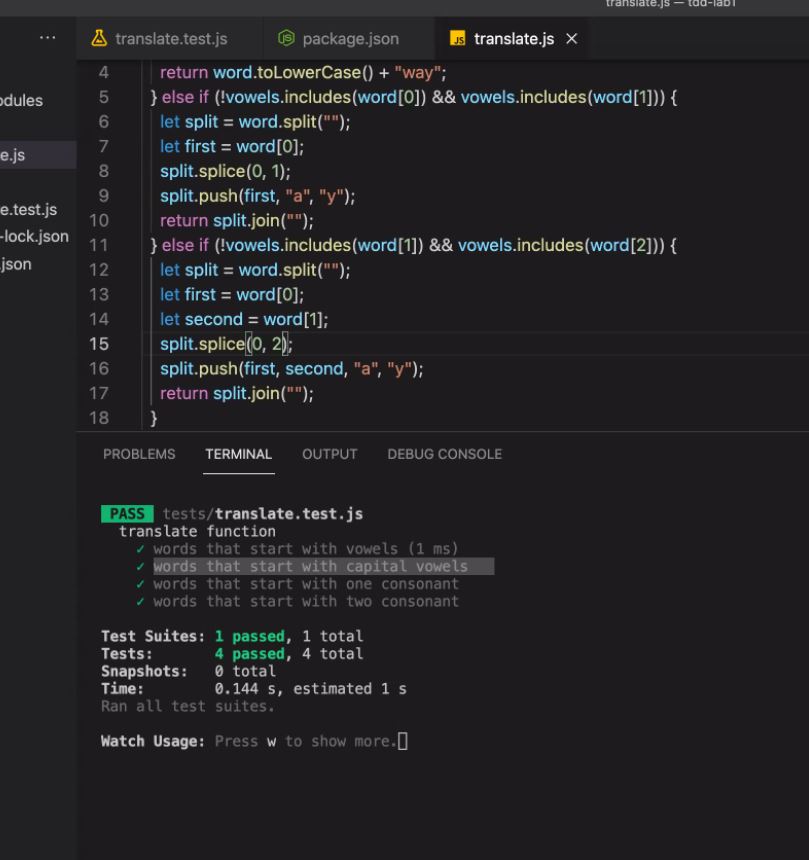 translate.js — tdd-lab1
··· translate.test.js package.json JS translate.js ×
odules
e.js
e.test.js
-lock.json
.json
4 return word.toLowerCase() + "way";
5 } else if (!vowels.includes(word[0]) && vowels.includes(word[1])) {
6 let split = word.split("");
7 let first = word[0];
8 split.splice(0, 1);
9 split.push(first, "a", "y");
10 return split.join("");
11 } else if (!vowels.includes(word[1]) && vowels.includes(word[2])) {
12 let split = word.split("");
13 let first = word[0];
14 let second = word[1];
15 split.splice(0, 2);
16 split.push(first, second, "a", "y");
17 return split.join("");
18 }
PROBLEMS TERMINAL OUTPUT DEBUG CONSOLE
PASS tests/translate.test.js
translate function
✓ words that start with vowels (1 ms)
✓ words that start with capital vowels
✓ words that start with one consonant
✓ words that start with two consonant
Test Suites: 1 passed, 1 total
Tests: 4 passed, 4 total
Snapshots: 0 total
Time: 0.144 s, estimated 1 s
Ran all test suites.
Watch Usage: Press w to show more.